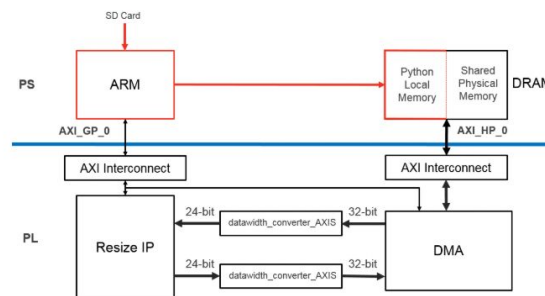 SD Card
PS
ARM
Python
Local
Memory
Shared
Physical
Memory
DRAM
AXI_GP_0
AXI_HP_0
AXI Interconnect
AXI Interconnect
PL
Resize IP
24-bit
datawidth_converter_AXIS
32-bit
24-bit
datawidth_converter_AXIS
32-bit
DMA